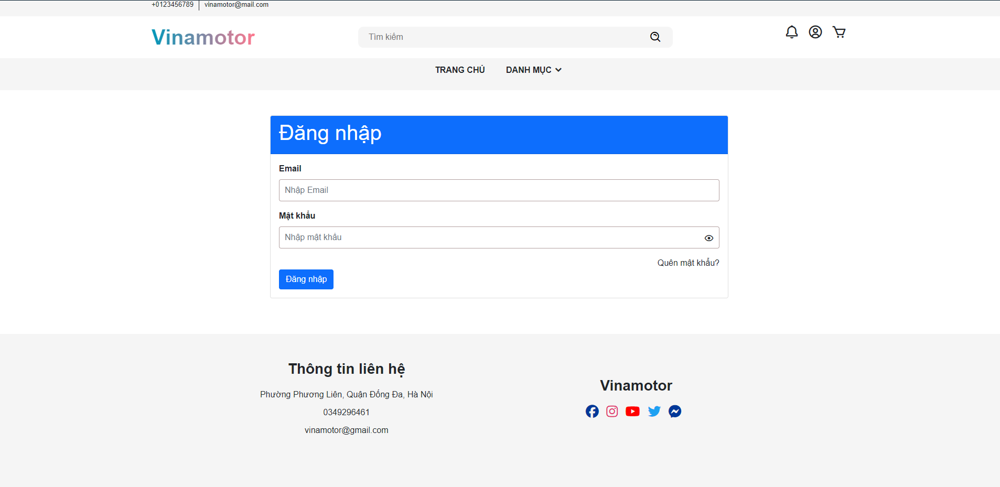 +0123456789 vinamotor@mail.com
Vinamotor
Tìm kiếm
TRANG CHỦ DANH MỤC
Đăng nhập
Email
Nhập Email
Mật khẩu
Nhập mật khẩu
Quên mật khẩu?
Đăng nhập
Thông tin liên hệ
Phường Phương Liên, Quận Đống Đa, Hà Nội
0349296461
vinamotor@gmail.com
Vinamotor